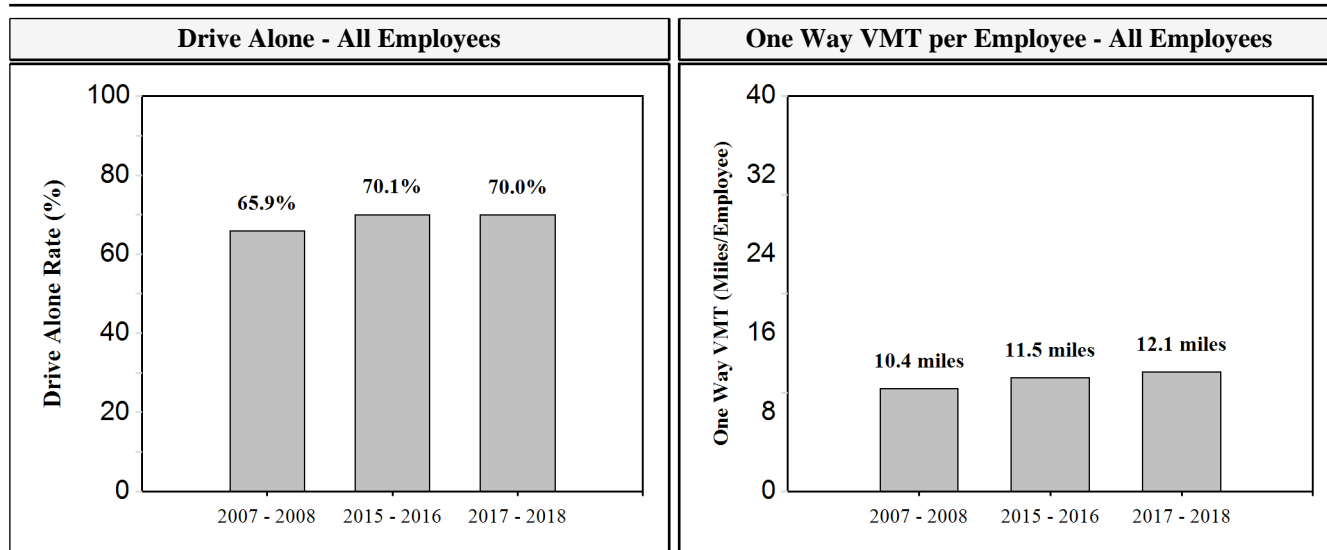 Drive Alone - All Employees
100
80
60
40
20
0
Drive Alone Rate (%)
65.9%
70.1%
70.0%
2007 - 2008
2015 - 2016
2017 - 2018
One Way VMT per Employee - All Employees
40
32
24
16
8
0
One Way VMT (Miles/Employee)
10.4 miles
11.5 miles
12.1 miles
2007 - 2008
2015 - 2016
2017 - 2018